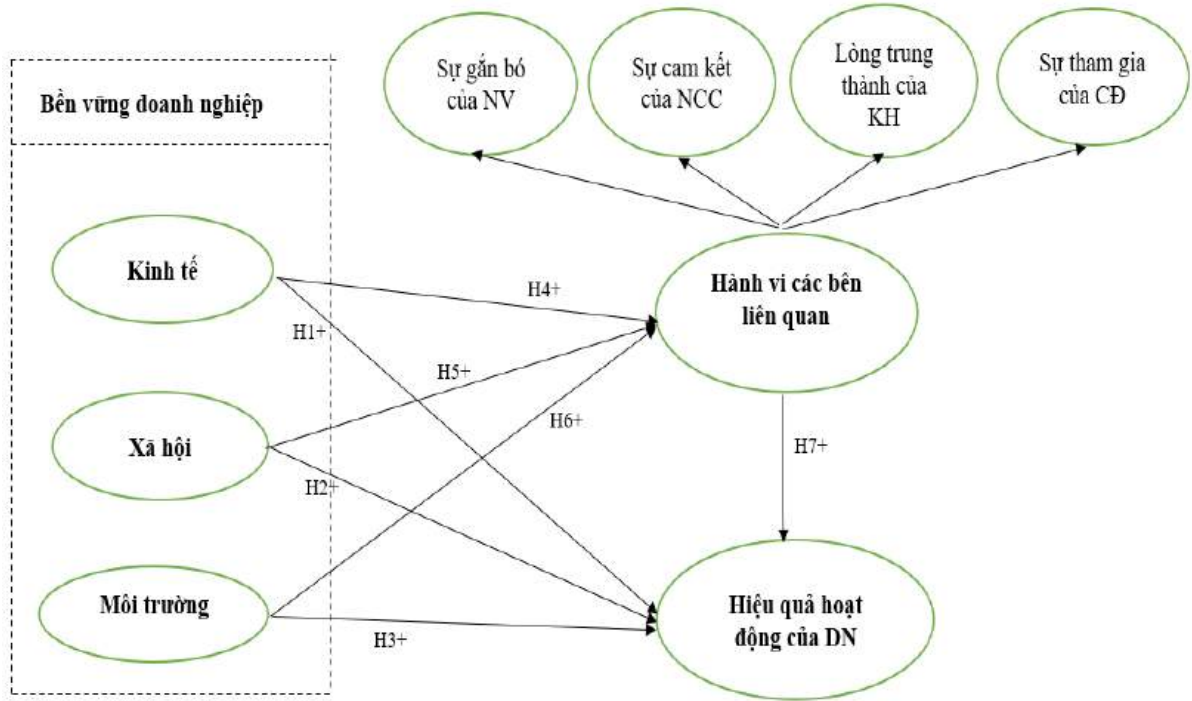 Bền vững doanh nghiệp
Sự gắn bó
của NV
Sự cam kết
của NCC
Lòng trung
thành của
KH
Sự tham gia
của CĐ
Kinh tế
Xã hội
Môi trường
H4+
H1+
H5+
H6+
H2+
H3+
Hành vi các bên
liên quan
H7+
Hiệu quả hoạt
động của DN